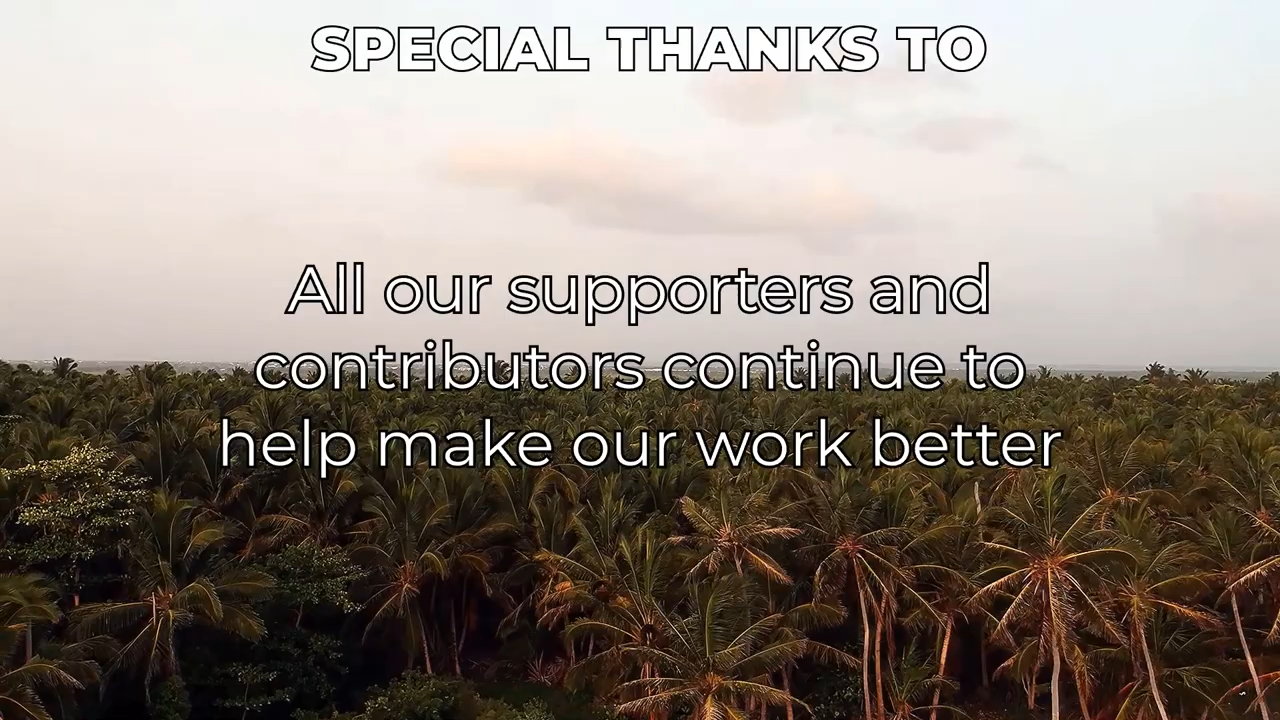 SPECIAL THANKS TO
All our supporters and
contributors continue to
help make our work better